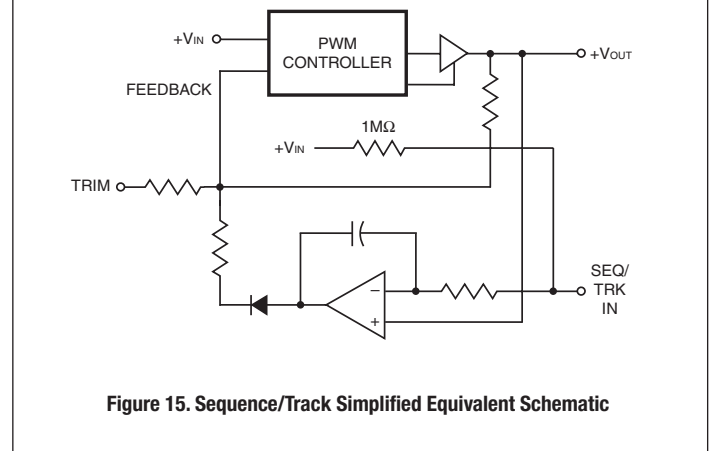 +VIN
PWM
CONTROLLER
+VOUT
FEEDBACK
1MΩ
+VIN
TRIM
SEQ/
TRK
IN
−
+
Figure 15. Sequence/Track Simplified Equivalent Schematic